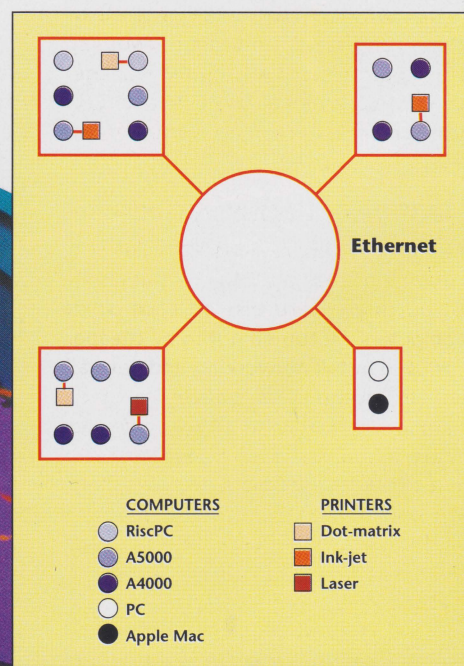 Ethernet
COMPUTERS
RiscPC
A5000
A4000
PC
Apple Mac
PRINTERS
Dot-matrix
Ink-jet
Laser